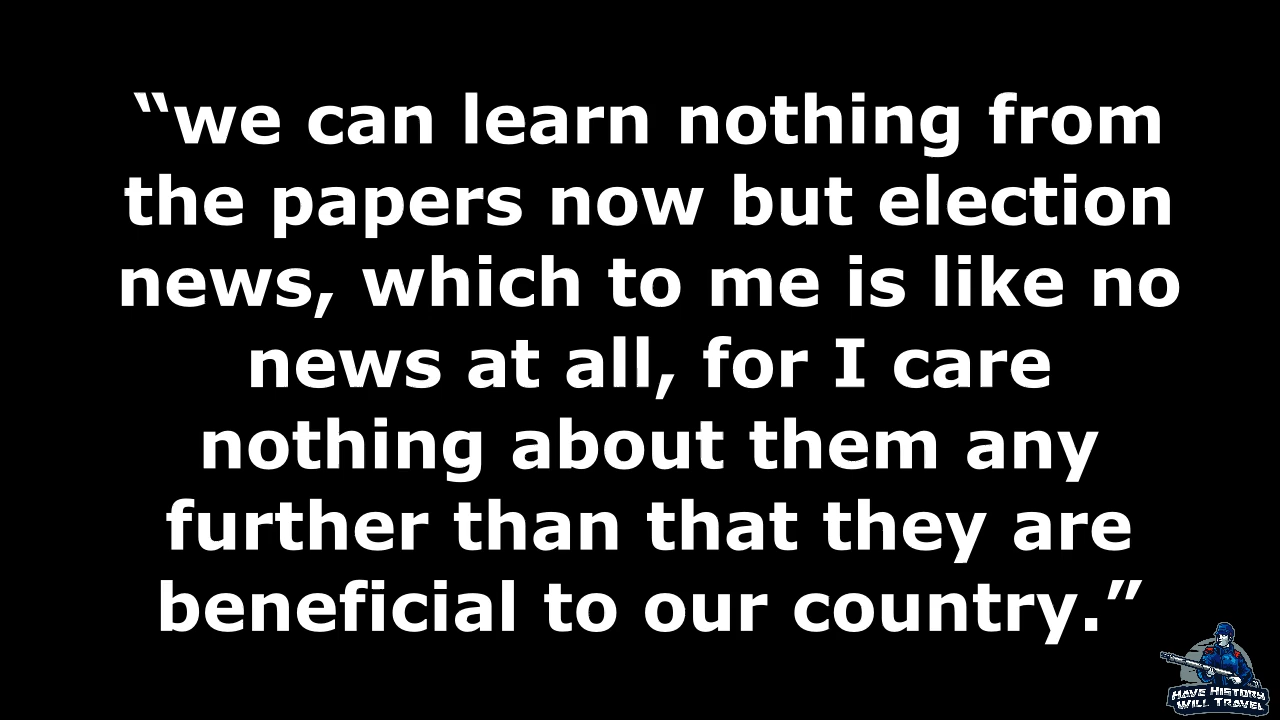 “we can learn nothing from
the papers now but election
news, which to me is like no
news at all, for I care
nothing about them any
further than that they are
beneficial to our country.”
HAVE HISTORY
WILL TRAVEL